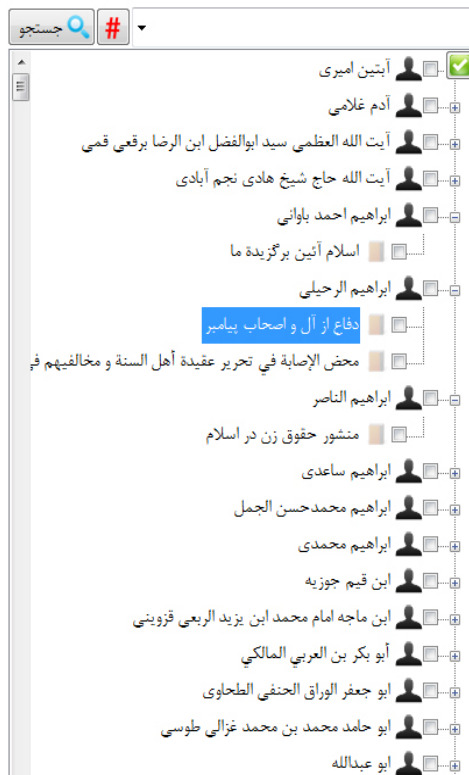 # جستجو
آبتین امیری
آدم غلامی
آیت الله العظمی سید ابوالفضل ابن الرضا برقعی قمی
آیت الله حاج شیخ هادی نجم آبادی
ابراهیم احمد باوانی
اسلام آئین برگزیدة ما
ابراهیم الرحیلی
دفاع از آل و اصحاب پیامبر
محض الإصابة في تحرير عقيدة أهل السنة و مخالفيهم في
ابراهیم الناصر
منشور حقوق زن در اسلام
ابراهیم ساعدی
ابراهیم محمدحسن الجمل
ابراهیم محمدی
ابن قیم جوزیه
ابن ماجه امام محمد ابن یزید الربعی قزوینی
أبو بكر بن العربي المالكي
ابو جعفر الوراق الحنفی الطحاوی
ابو حامد محمد بن محمد غزالی طوسی
ابو عبدالله